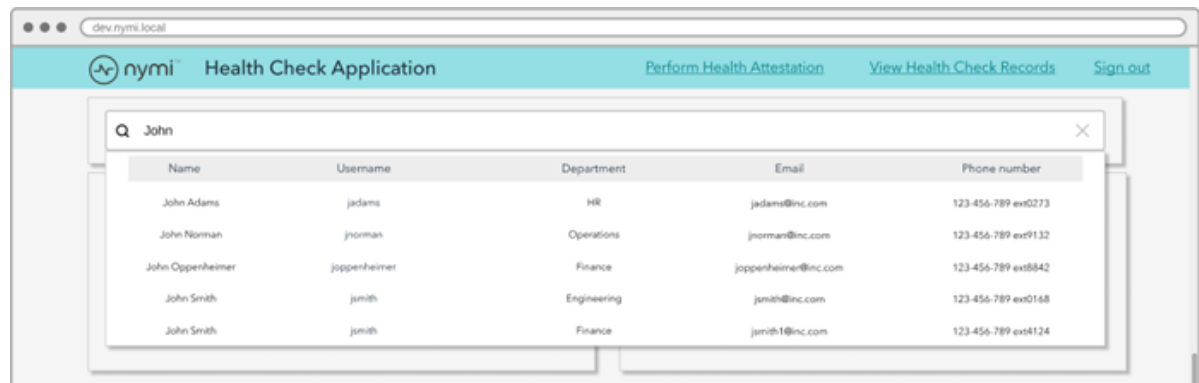 dev.nymi.local
nymi™ Health Check Application Perform Health Attestation View Health Check Records Sign out
John
Name Username Department Email Phone number
John Adams jadams HR jadams@inc.com 123-456-789 ext0273
John Norman jnorman Operations jnorman@inc.com 123-456-789 ext9132
John Oppenheimer joppenheimer Finance joppenheimer@inc.com 123-456-789 ext8842
John Smith jsmith Engineering jsmith@inc.com 123-456-789 ext0168
John Smith jsmith Finance jsmith1@inc.com 123-456-789 ext4124